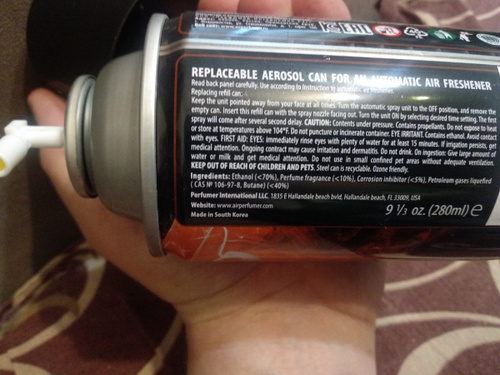 REPLACEABLE AEROSOL CAN FOR AN AUTOMATIC AIR FRESHENER
Read back panel carefully. Use according to instruction to automatic air freshener.
Replacing refill can.
Keep the unit pointed away from your face at all times. Turn the automatic spray unit to the OFF position, and remove the
empty can. Insert this refill can with the spray nozzle facing out. Turn the unit ON by selecting desired time setting. The first
spray will come after several second delay. CAUTION: Contents under pressure. Contains propellants. Do not expose to heat
or store at temperatures above 104°F. Do not puncture or incinerate container. EYE IRRITANT. Contains ethanol. Avoid contact
with eyes. FIRST AID: EYES: immediately rinse eyes with plenty of water for at least 15 minutes. If irrigation persists, get
medical attention. Ongoing contact may cause irritation and dermatitis. Do not drink. On ingestion: Give large amount of
water or milk and get medical attention. Do not use in small confined pet areas without adequate ventilation.
KEEP OUT OF REACH OF CHILDREN AND PETS. Steel can is recyclable. Ozone friendly.
Ingredients: Ethanol (<70%), Perfume fragrance (<10%), Corrosion inhibitor (<5%), Petroleum gases liquefied
( CAS № 106-97-8, Butane) (<40%)
Perfumer International LLC. 1835 E Hallandale beach bvld, Hallandale beach, FL 33009, USA
Website: www.airperfumer.com
Made in South Korea
9 ⅓ oz. (280ml) e